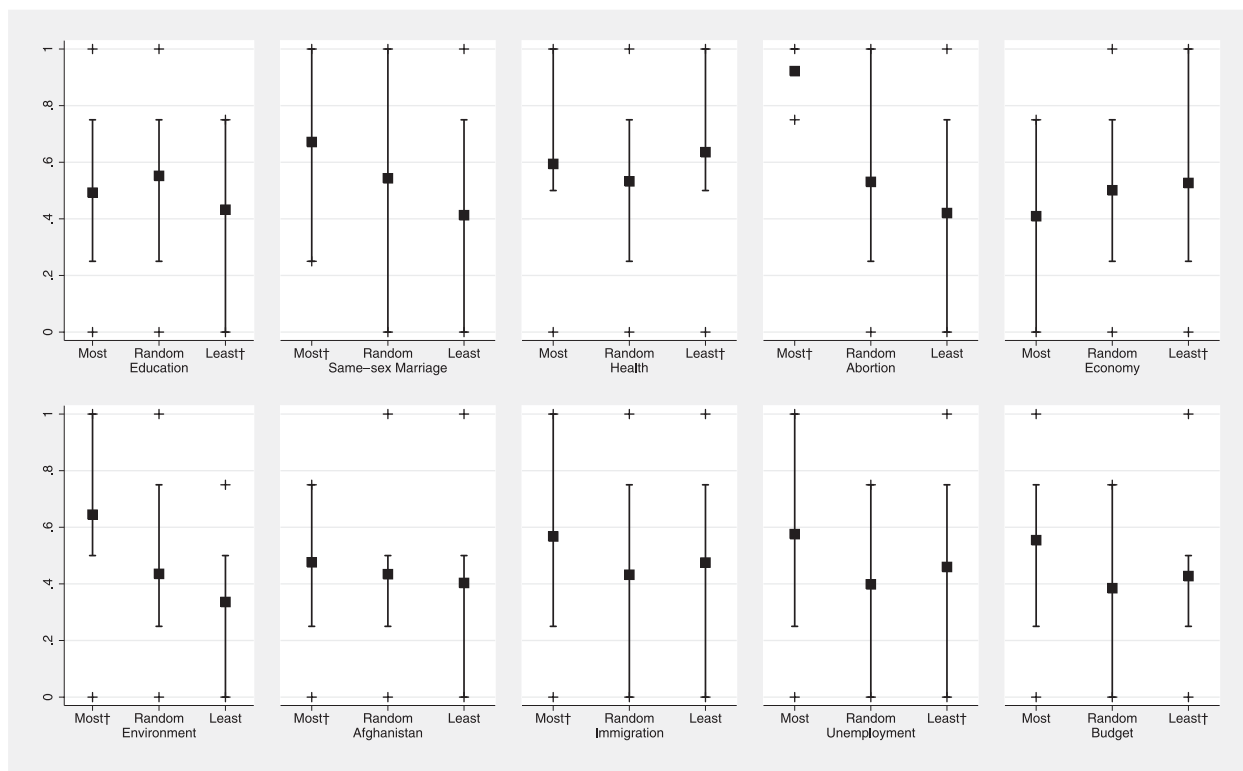 1
.8
.6
.4
.2
0
Most Random Least†
Education
Most† Random Least
Same–sex Marriage
Most Random Least†
Health
Most† Random Least
Abortion
Most Random Least†
Economy
1
.8
.6
.4
.2
0
Most† Random Least
Environment
Most† Random Least
Afghanistan
Most† Random Least
Immigration
Most Random Least†
Unemployment
Most Random Least†
Budget